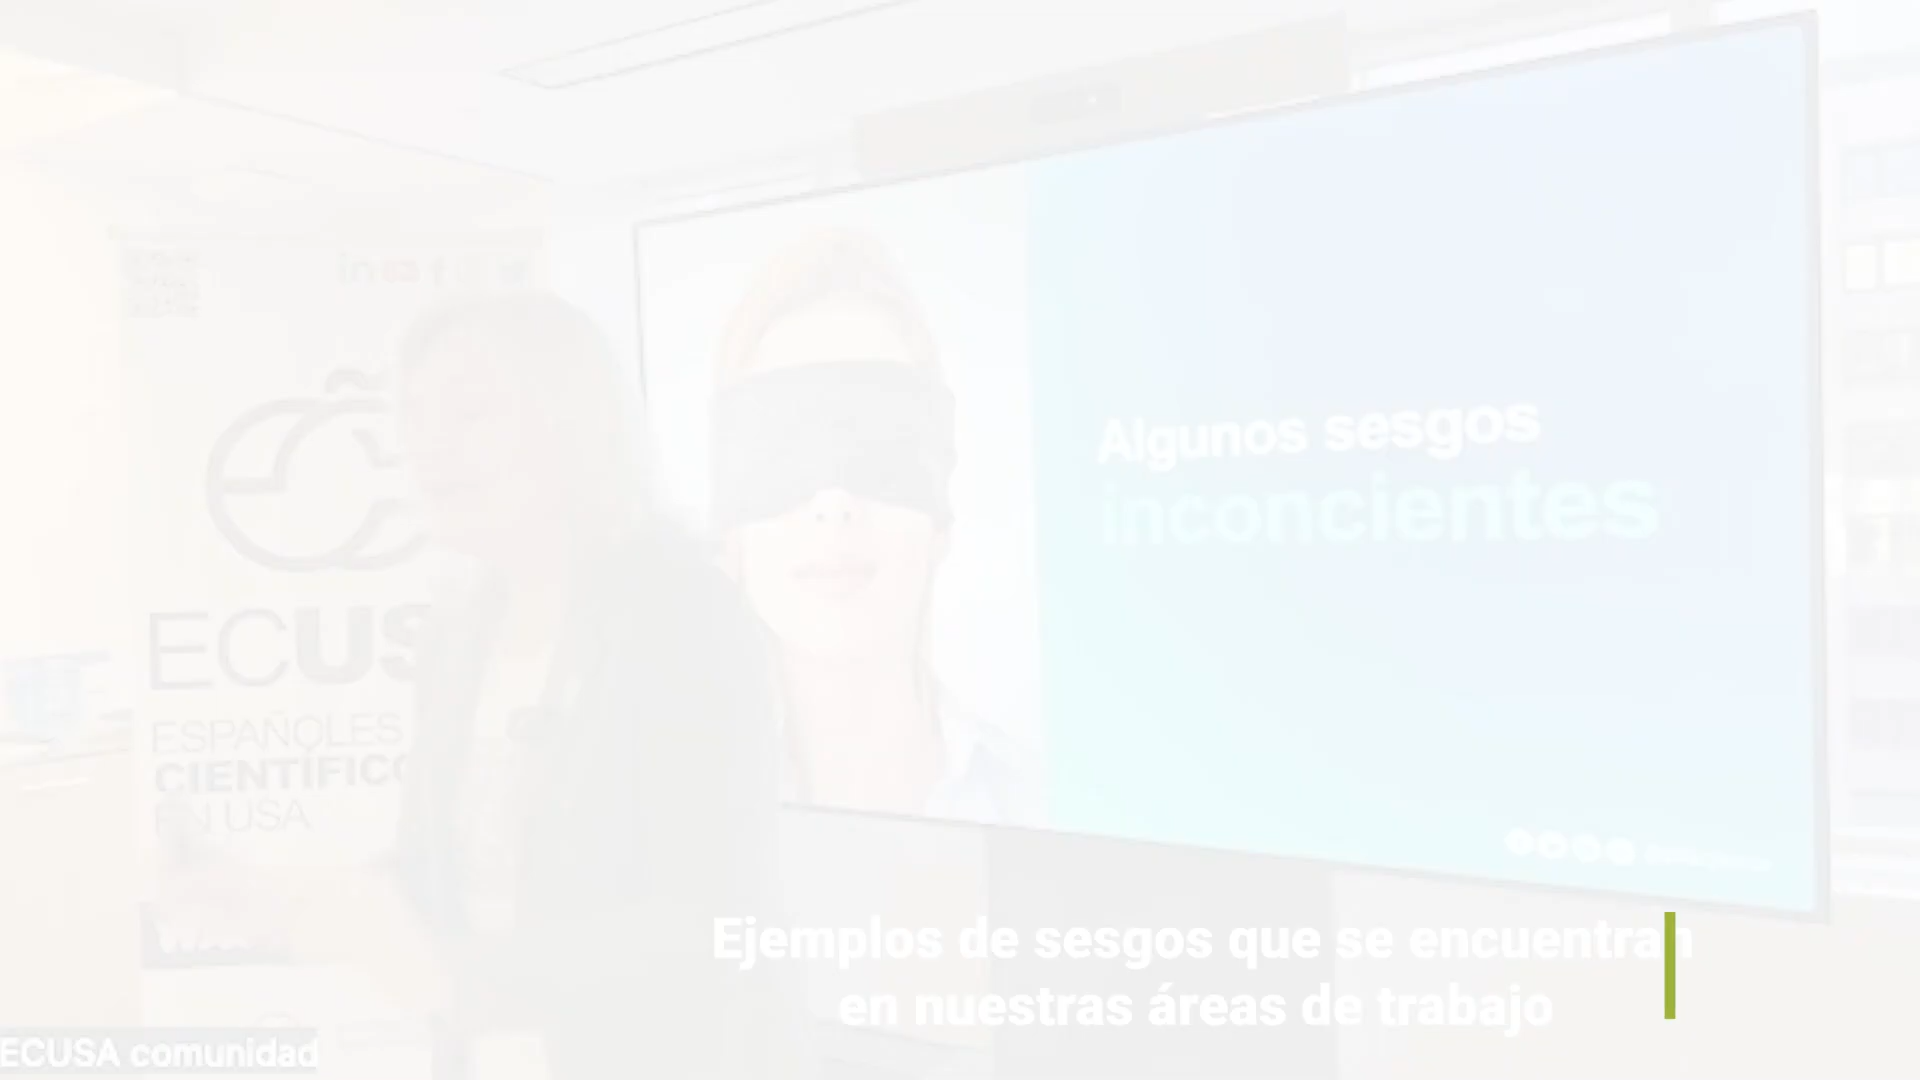 in
f
ECUS
ESPAÑOLES
CIENTÍFICO
EN USA
Algunos sesgos
inconcientes
Ejemplos de sesgos que se encuentran
en nuestras áreas de trabajo
ECUSA comunidad